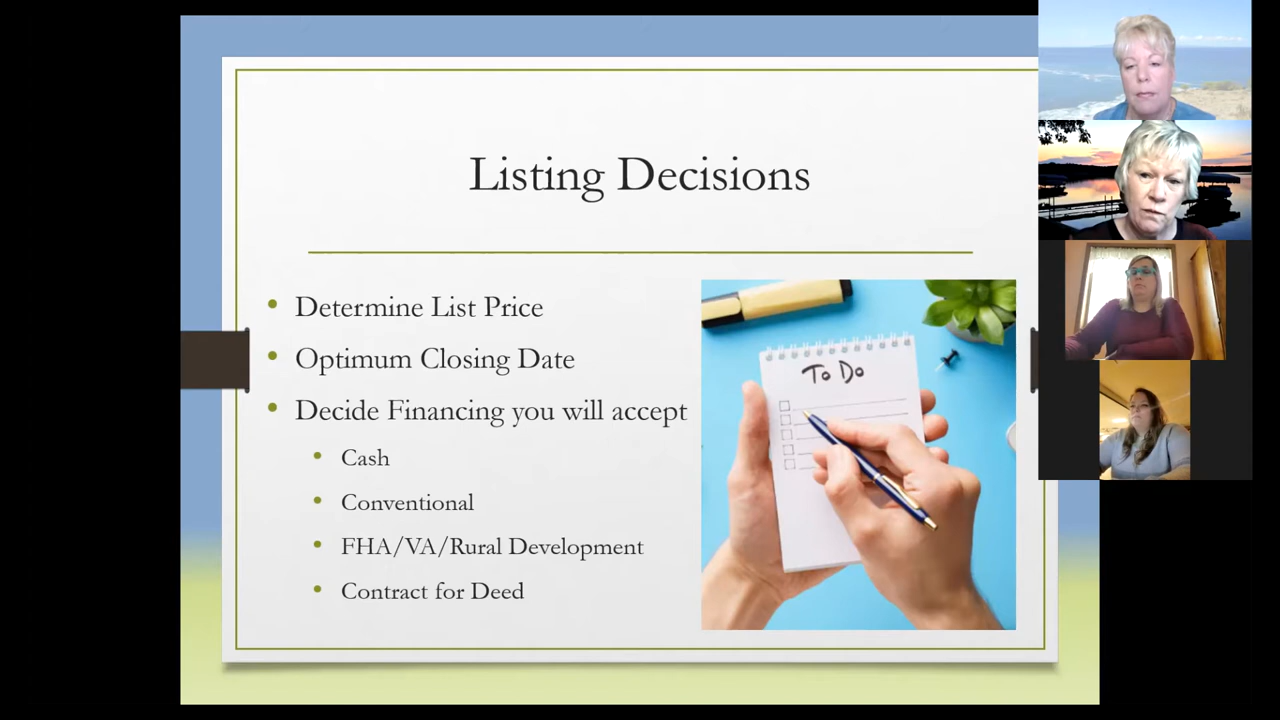 Listing Decisions
Determine List Price
Optimum Closing Date
Decide Financing you will accept
Cash
Conventional
FHA/VA/Rural Development
Contract for Deed
To Do